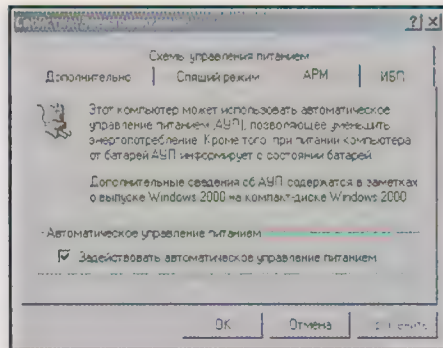 Схемы управления питанием
Дополнительно Спящий режим АРМ ИБП
Этот компьютер может использовать автоматическое
управление питанием (АУП), позволяющее уменьшить
энергопотребление. Кроме того, при питании компьютера
от батарей АУП информирует о состоянии батарей.
Дополнительные сведения об АУП содержатся в заметках
о выпуске Windows 2000 на компакт-диске Windows 2000
Автоматическое управление питанием
Задействовать автоматическое управление питанием
OK Отмена